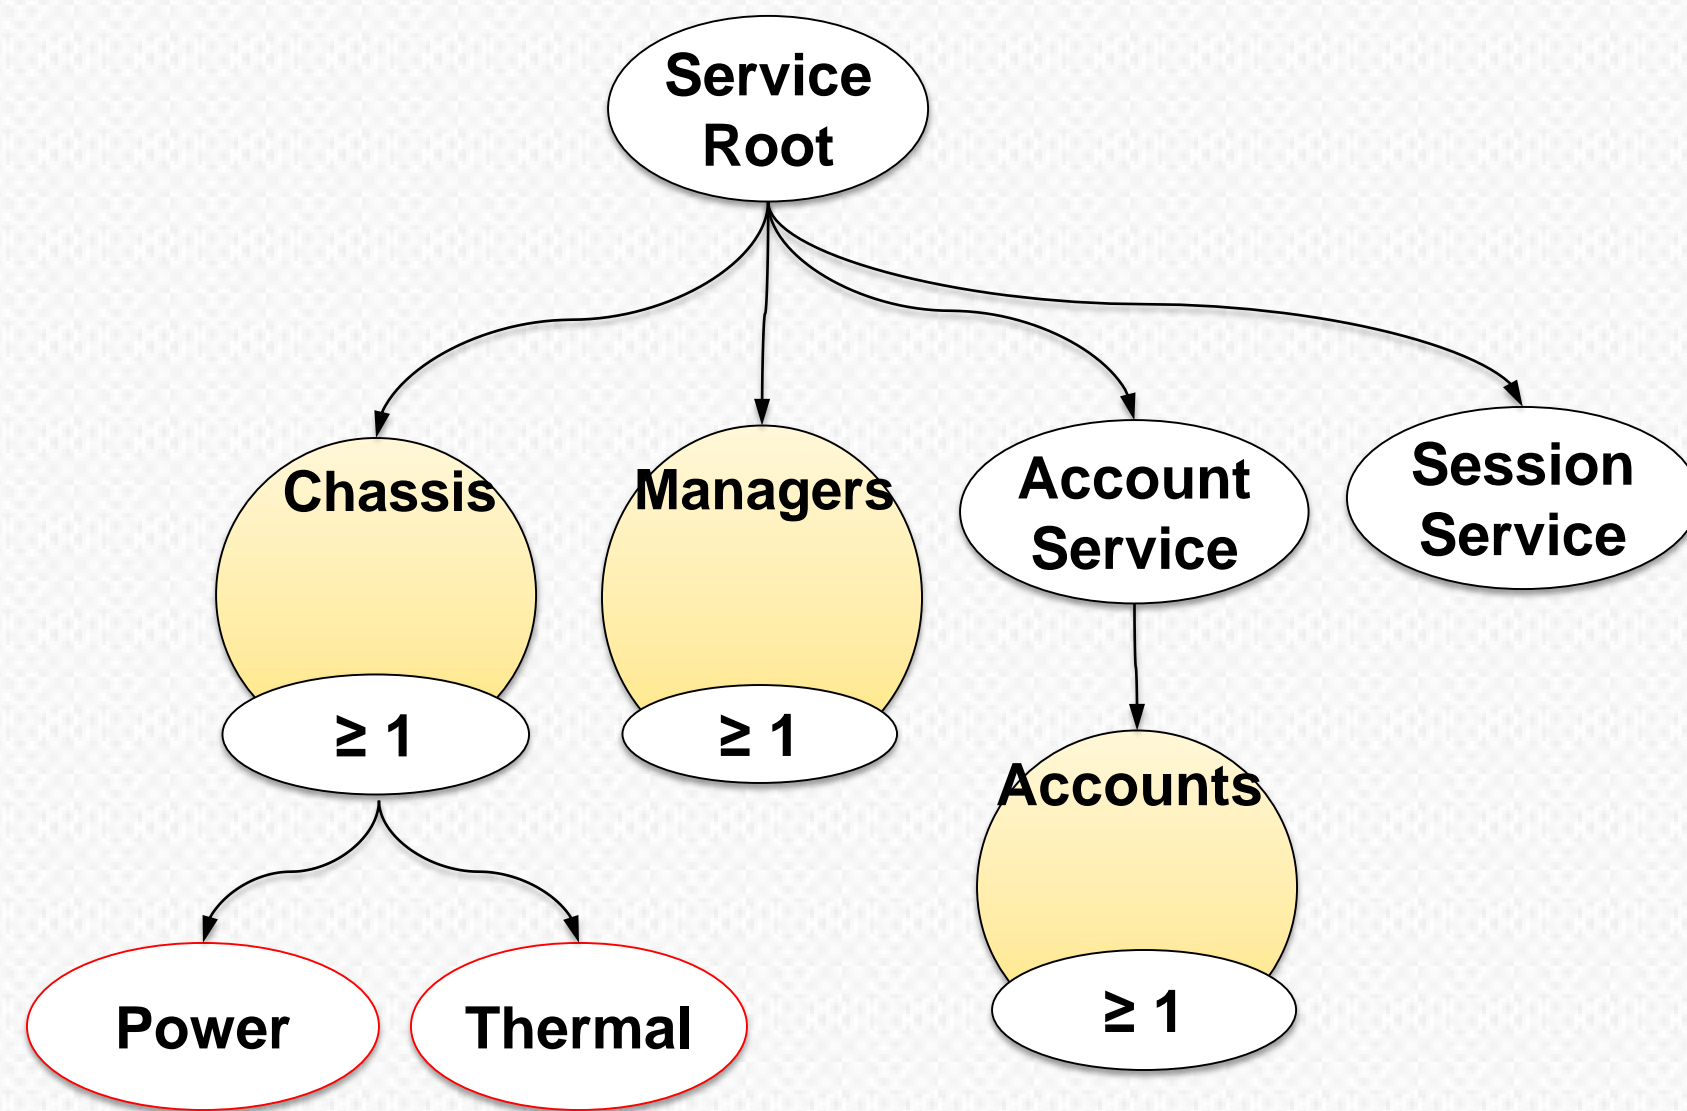 Service
Root
Chassis
Managers
Account
Service
Session
Service
≥ 1
≥ 1
Accounts
≥ 1
Power
Thermal